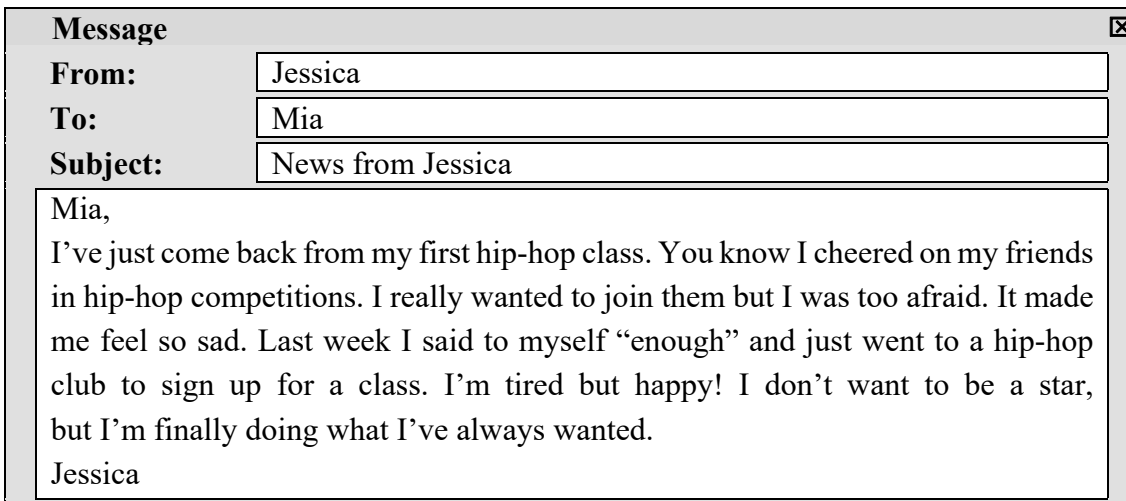 Message
From: Jessica
To: Mia
Subject: News from Jessica
Mia,
I’ve just come back from my first hip-hop class. You know I cheered on my friends
in hip-hop competitions. I really wanted to join them but I was too afraid. It made
me feel so sad. Last week I said to myself “enough” and just went to a hip-hop
club to sign up for a class. I’m tired but happy! I don’t want to be a star,
but I’m finally doing what I’ve always wanted.
Jessica